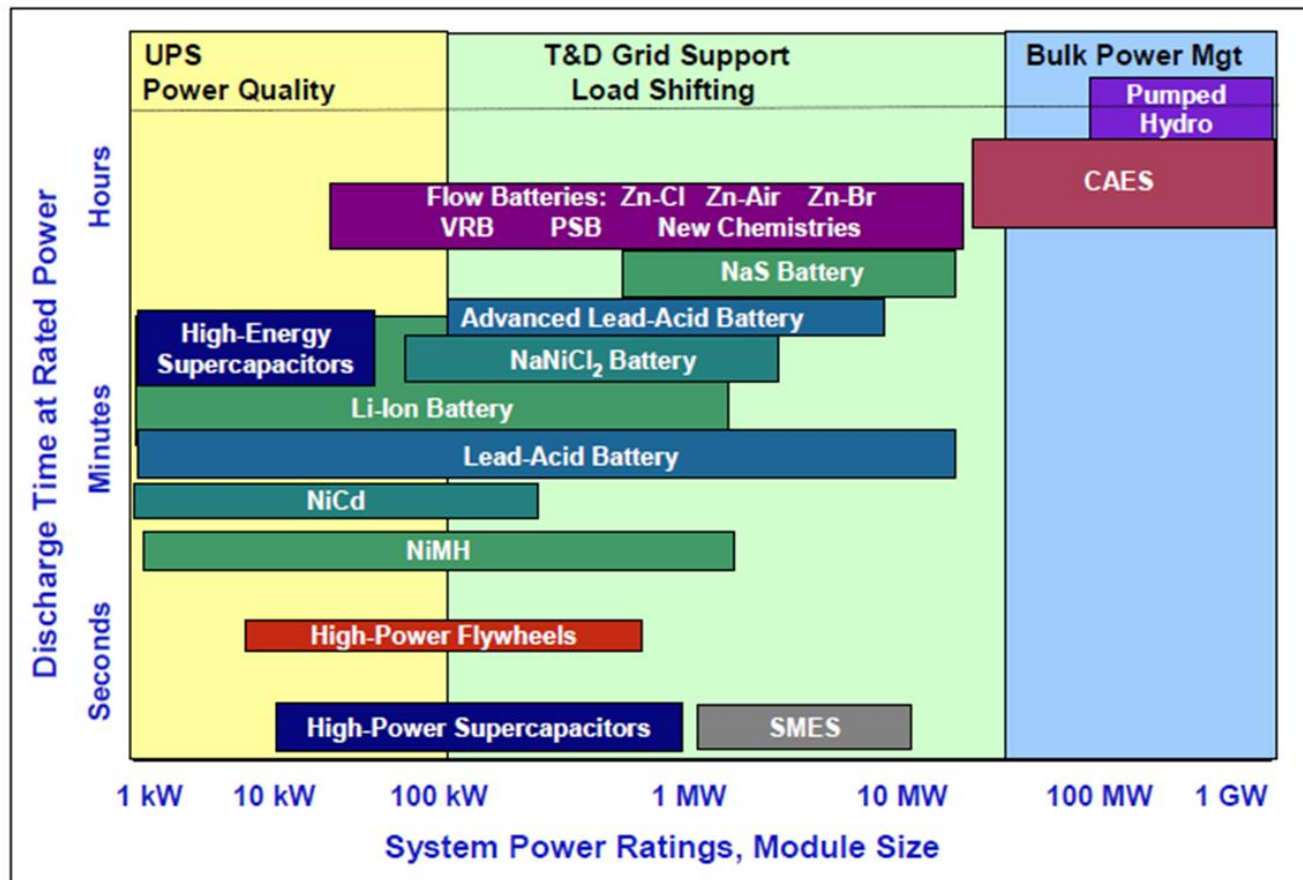 UPS
Power Quality
T&D Grid Support
Load Shifting
Bulk Power Mgt
Pumped
Hydro
CAES
Flow Batteries: Zn-Cl Zn-Air Zn-Br
VRB PSB New Chemistries
NaS Battery
Advanced Lead-Acid Battery
High-Energy
Supercapacitors
NaNiCl₂ Battery
Li-Ion Battery
Lead-Acid Battery
NiCd
NiMH
High-Power Flywheels
High-Power Supercapacitors
SMES
Discharge Time at Rated Power
Hours
Minutes
Seconds
1 kW 10 kW 100 kW 1 MW 10 MW 100 MW 1 GW
System Power Ratings, Module Size